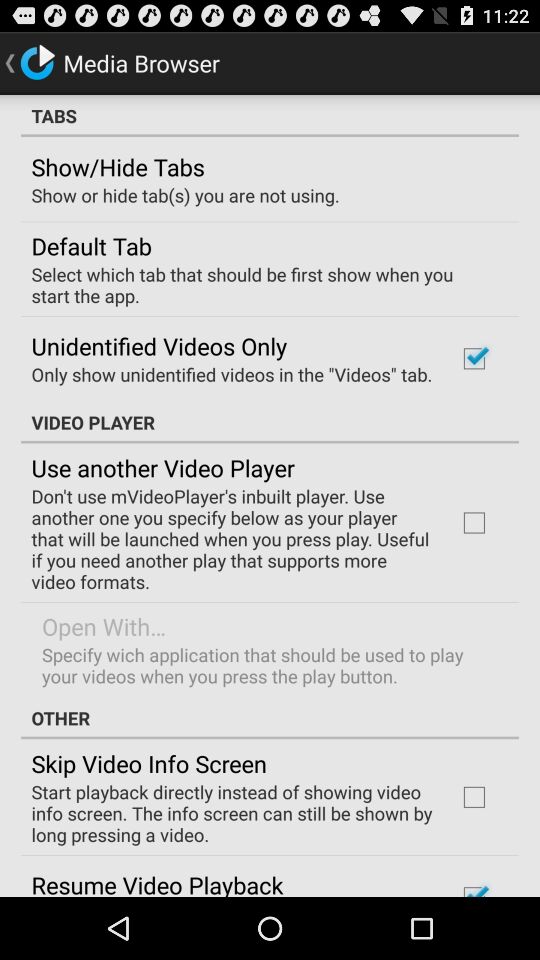 11:22
Media Browser
TABS
Show/Hide Tabs
Show or hide tab(s) you are not using.
Default Tab
Select which tab that should be first show when you
start the app.
Unidentified Videos Only
Only show unidentified videos in the "Videos" tab.
VIDEO PLAYER
Use another Video Player
Don't use mVideoPlayer's inbuilt player. Use
another one you specify below as your player
that will be launched when you press play. Useful
if you need another play that supports more
video formats.
Open With...
Specify wich application that should be used to play
your videos when you press the play button.
OTHER
Skip Video Info Screen
Start playback directly instead of showing video
info screen. The info screen can still be shown by
long pressing a video.
Resume Video Playback